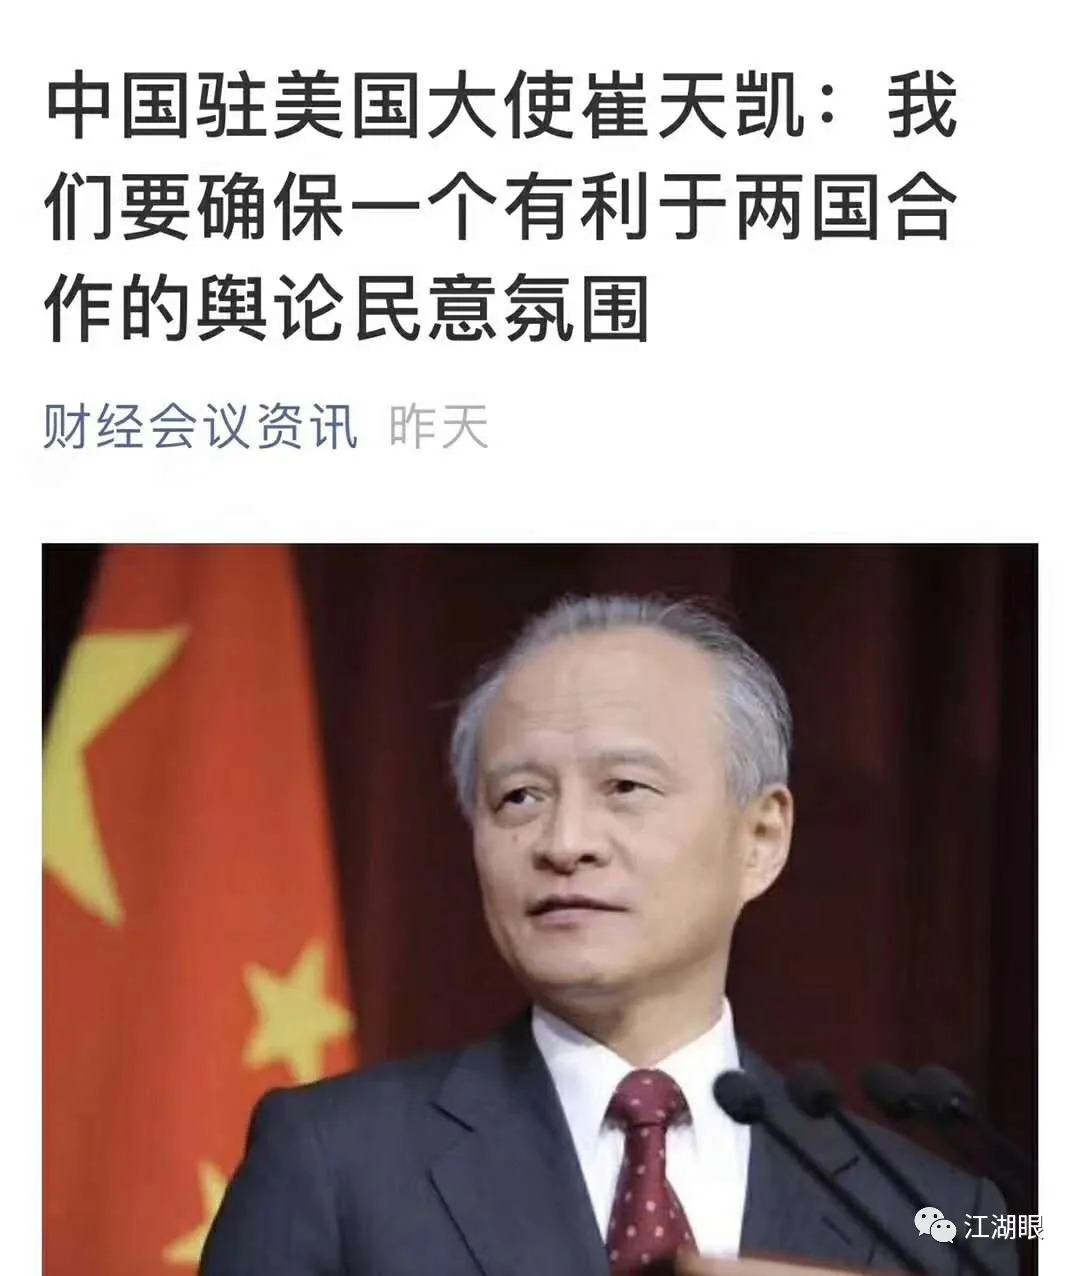 中国驻美国大使崔天凯：我
们要确保一个有利于两国合
作的舆论民意氛围
财经会议资讯 昨天
江湖眼